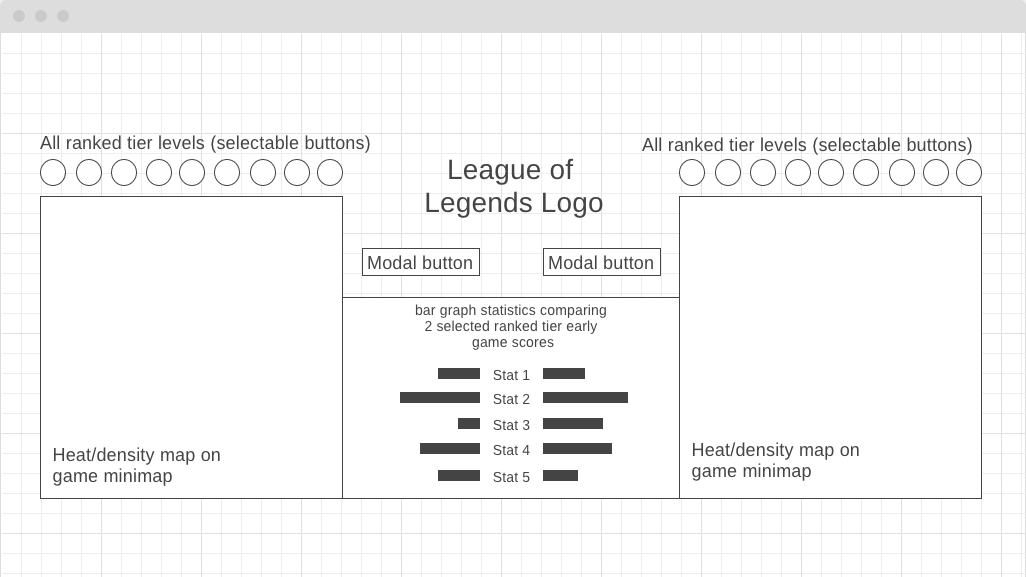 All ranked tier levels (selectable buttons)
All ranked tier levels (selectable buttons)
League of
Legends Logo
Modal button
Modal button
bar graph statistics comparing
2 selected ranked tier early
game scores
Stat 1
Stat 2
Stat 3
Stat 4
Stat 5
Heat/density map on
game minimap
Heat/density map on
game minimap